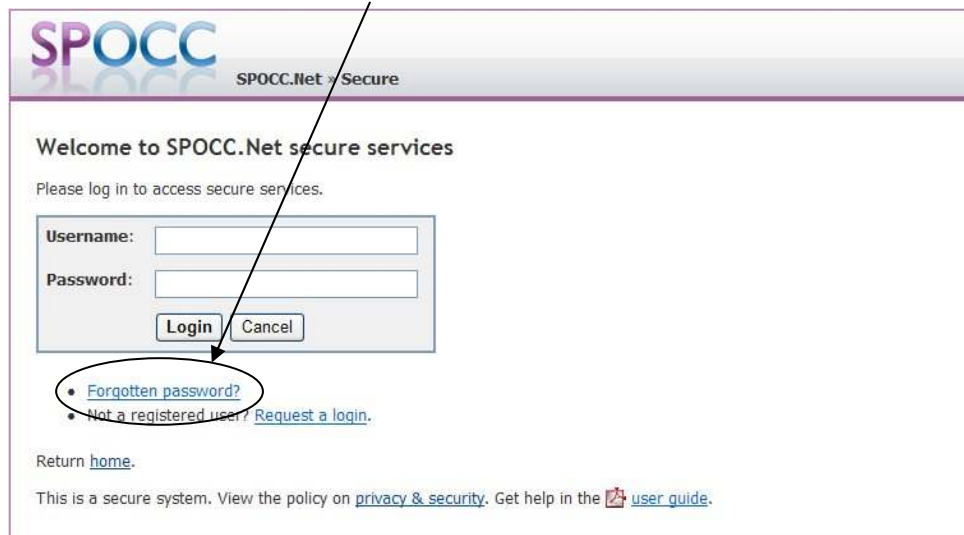 SPOCC
SPOCC.Net » Secure
Welcome to SPOCC.Net secure services
Please log in to access secure services.
Username:
Password:
Login Cancel
• Forgotten password?
• Not a registered user? Request a login.
Return home.
This is a secure system. View the policy on privacy & security. Get help in the user guide.